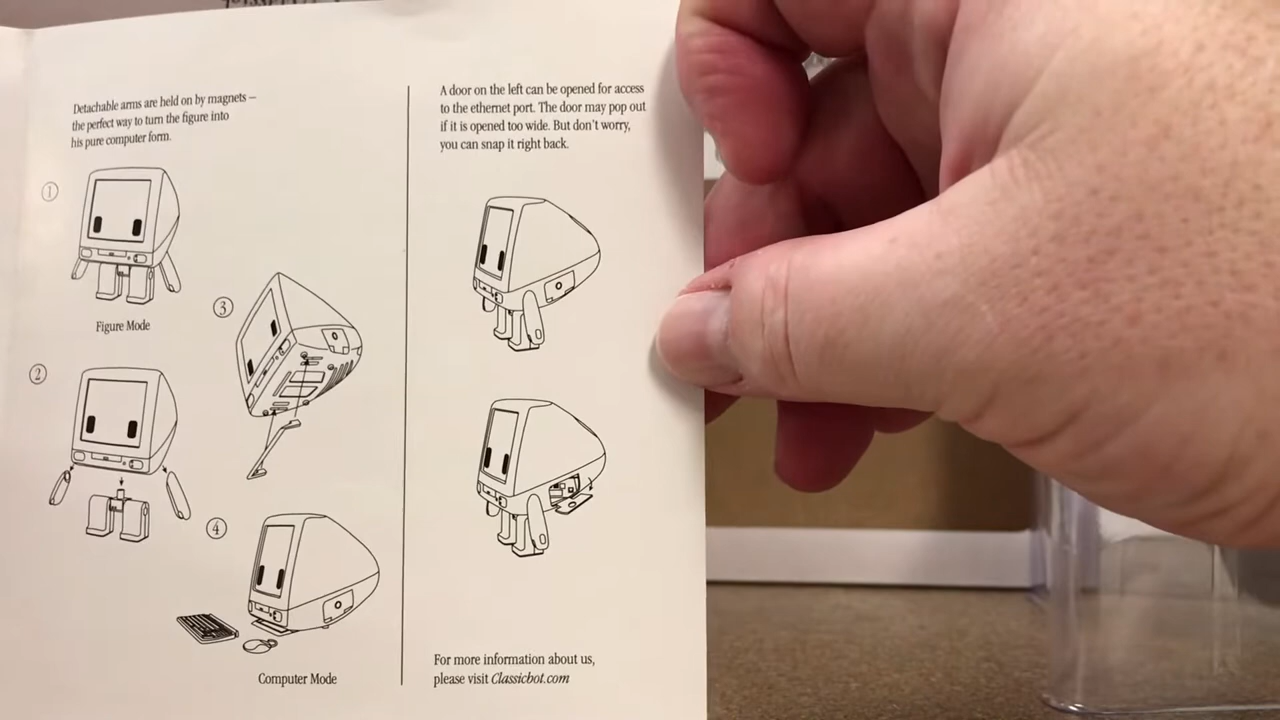 Detachable arms are held on by magnets –
the perfect way to turn the figure into
his pure computer form.
1
Figure Mode
2
3
4
Computer Mode
A door on the left can be opened for access
to the ethernet port. The door may pop out
if it is opened too wide. But don't worry,
you can snap it right back.
For more information about us,
please visit Classicbot.com